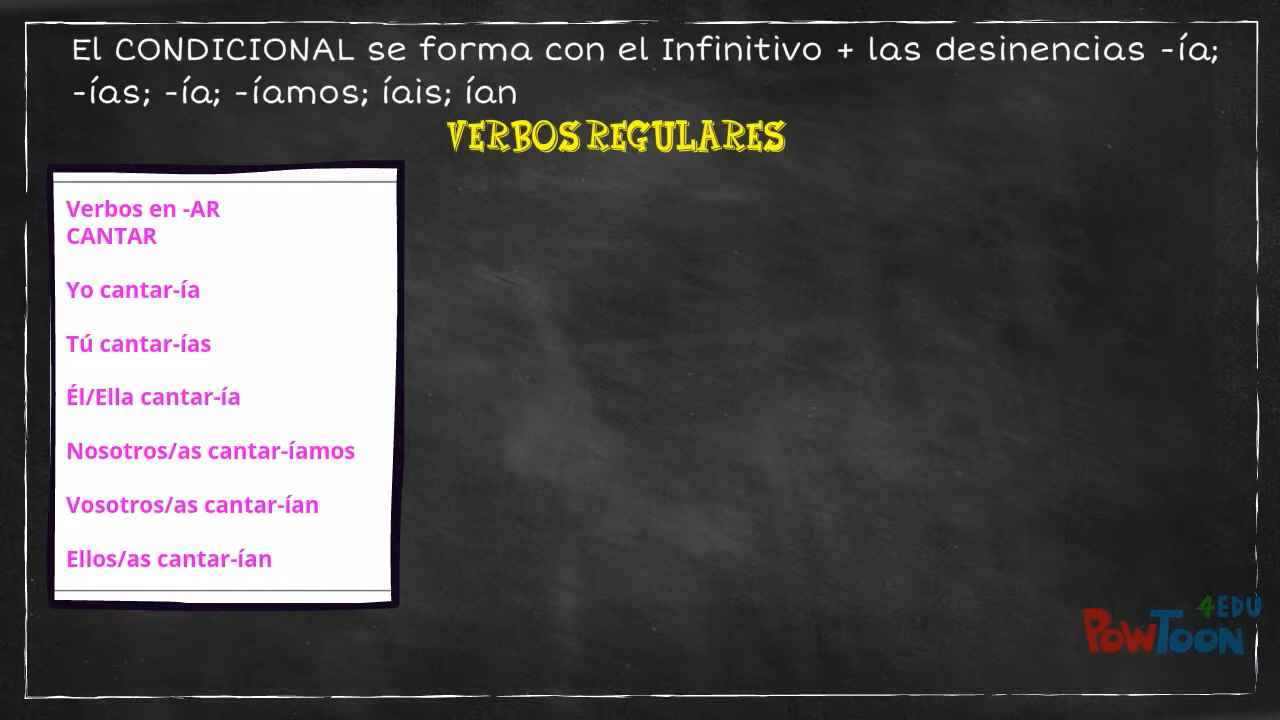 El CONDICIONAL se forma con el Infinitivo + las desinencias -ía;
-ías; -ía; -íamos; íais; ían
VERBOS REGULARES
Verbos en -AR
CANTAR
Yo cantar-ía
Tú cantar-ías
Él/Ella cantar-ía
Nosotros/as cantar-íamos
Vosotros/as cantar-ían
Ellos/as cantar-ían
4EDU
POWTOON